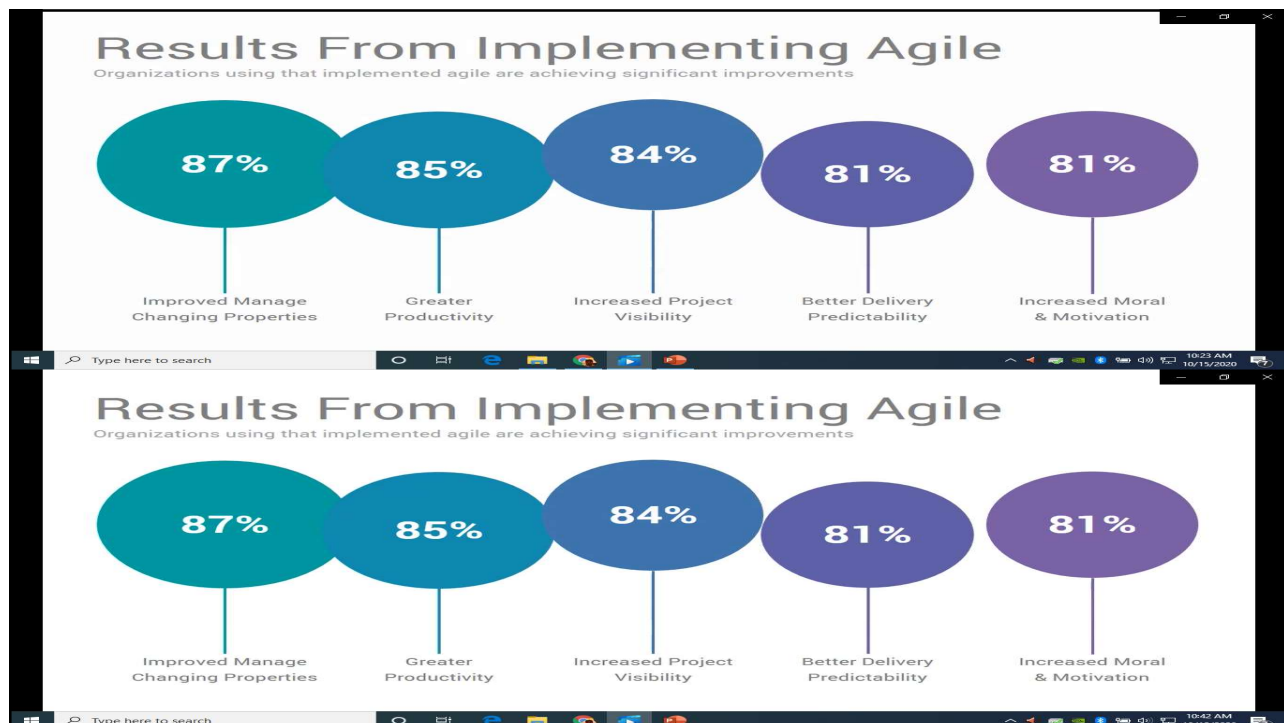 Results From Implementing Agile
Organizations using that implemented agile are achieving significant improvements
87%
85%
84%
81%
81%
Improved Manage
Changing Properties
Greater
Productivity
Increased Project
Visibility
Better Delivery
Predictability
Increased Moral
& Motivation
Type here to search
10:23 AM
10/15/2020
Results From Implementing Agile
Organizations using that implemented agile are achieving significant improvements
87%
85%
84%
81%
81%
Improved Manage
Changing Properties
Greater
Productivity
Increased Project
Visibility
Better Delivery
Predictability
Increased Moral
& Motivation
Type here to search
10:42 AM